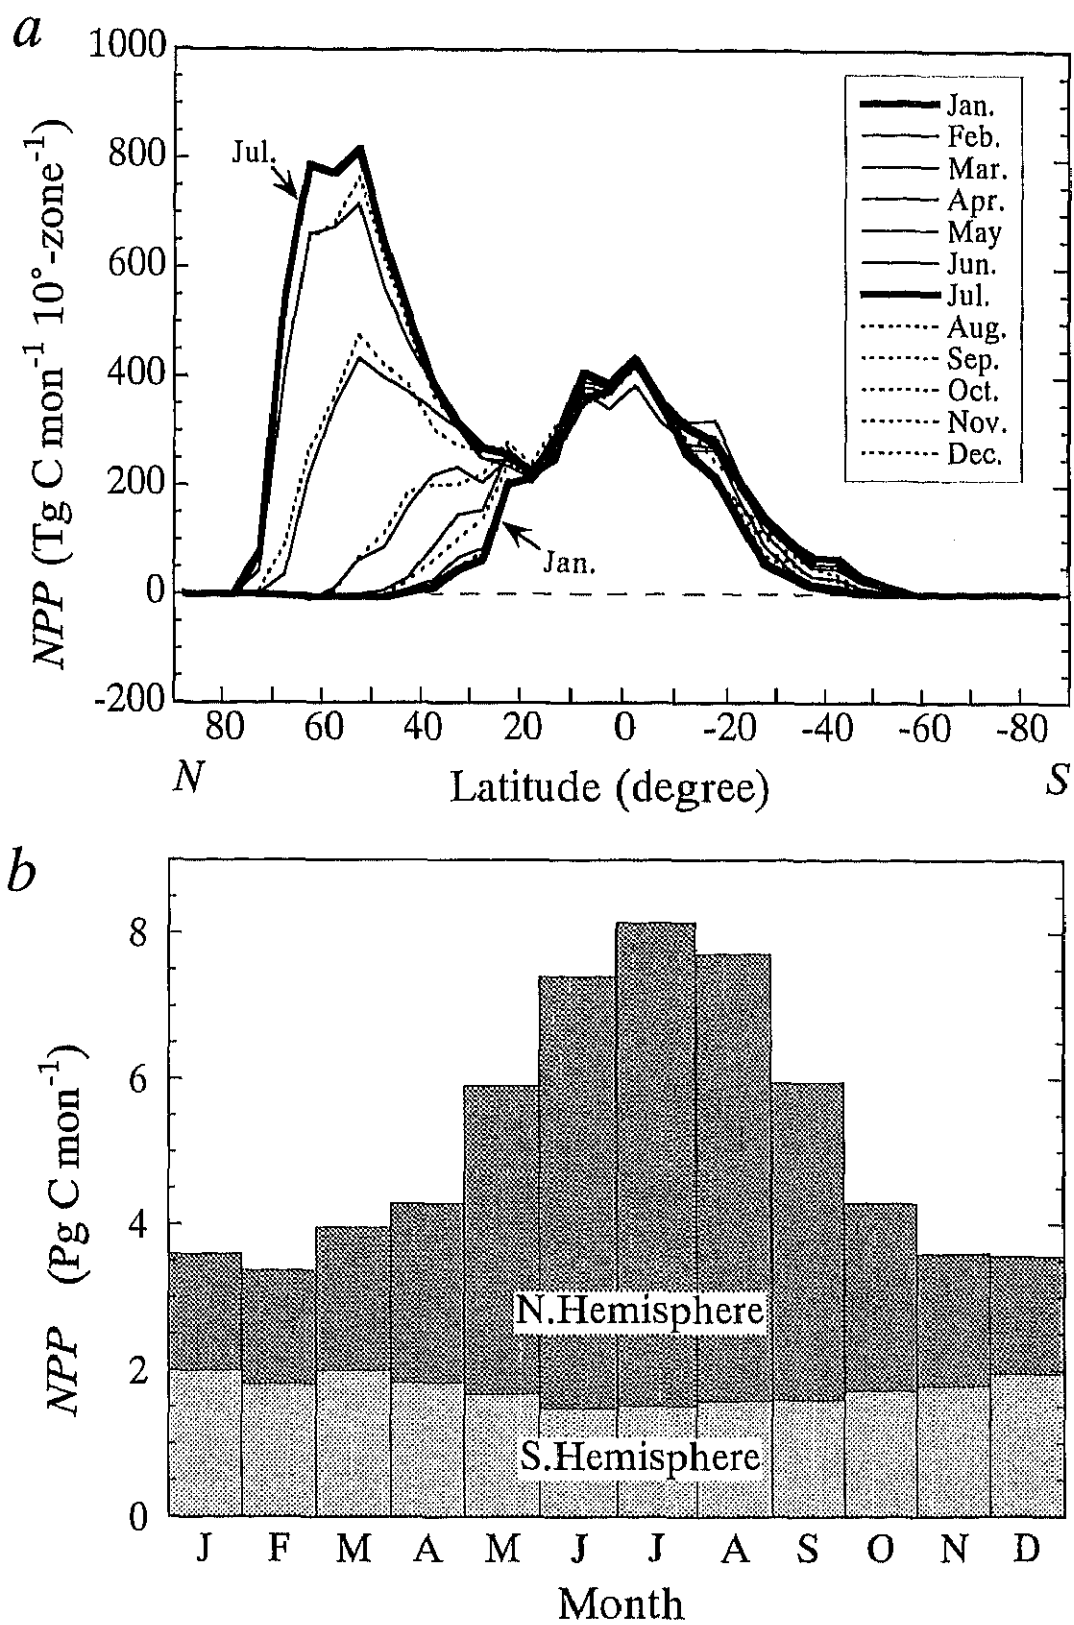 a
1000
800
600
400
200
0
-200
NPP (Tg C mon⁻¹ 10°-zone⁻¹)
Jul.
Jan.
Jan.
Feb.
Mar.
Apr.
May
Jun.
Jul.
Aug.
Sep.
Oct.
Nov.
Dec.
80 60 40 20 0 -20 -40 -60 -80
N Latitude (degree) S
b
8
6
4
2
0
NPP (Pg C mon⁻¹)
N.Hemisphere
S.Hemisphere
J F M A M J J A S O N D
Month